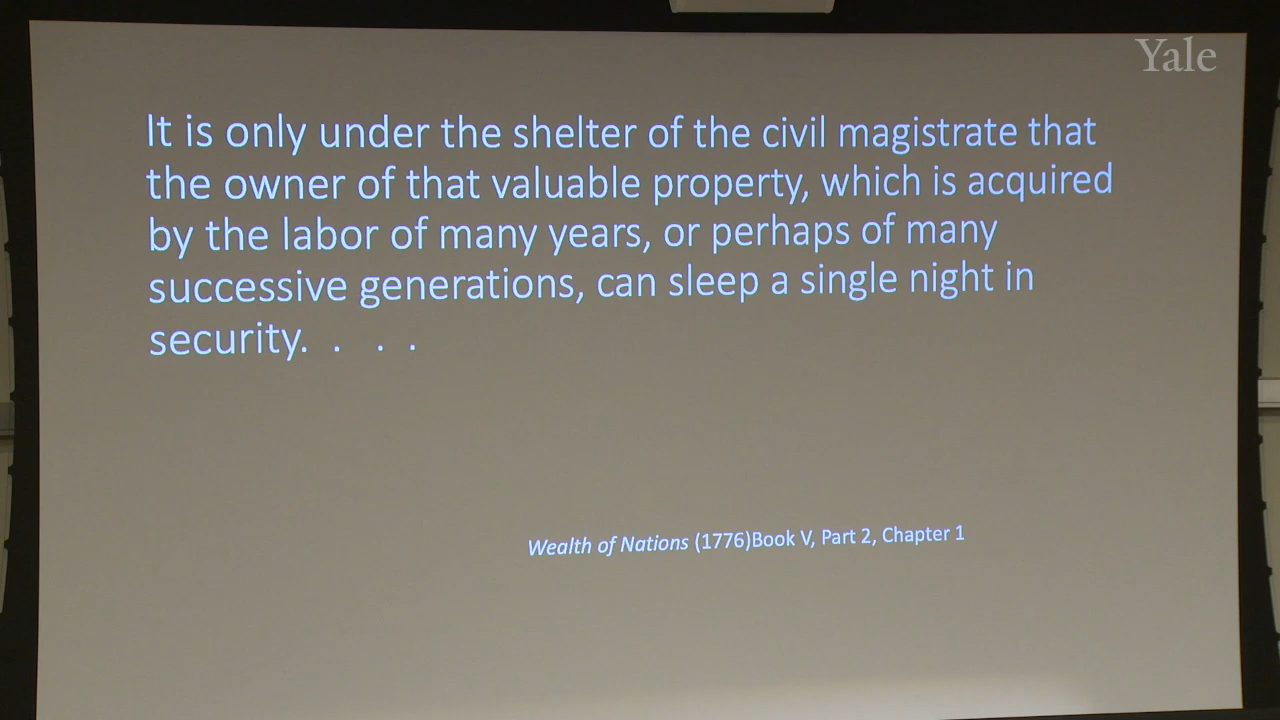 Yale
It is only under the shelter of the civil magistrate that
the owner of that valuable property, which is acquired
by the labor of many years, or perhaps of many
successive generations, can sleep a single night in
security. . . .
Wealth of Nations (1776)Book V, Part 2, Chapter 1